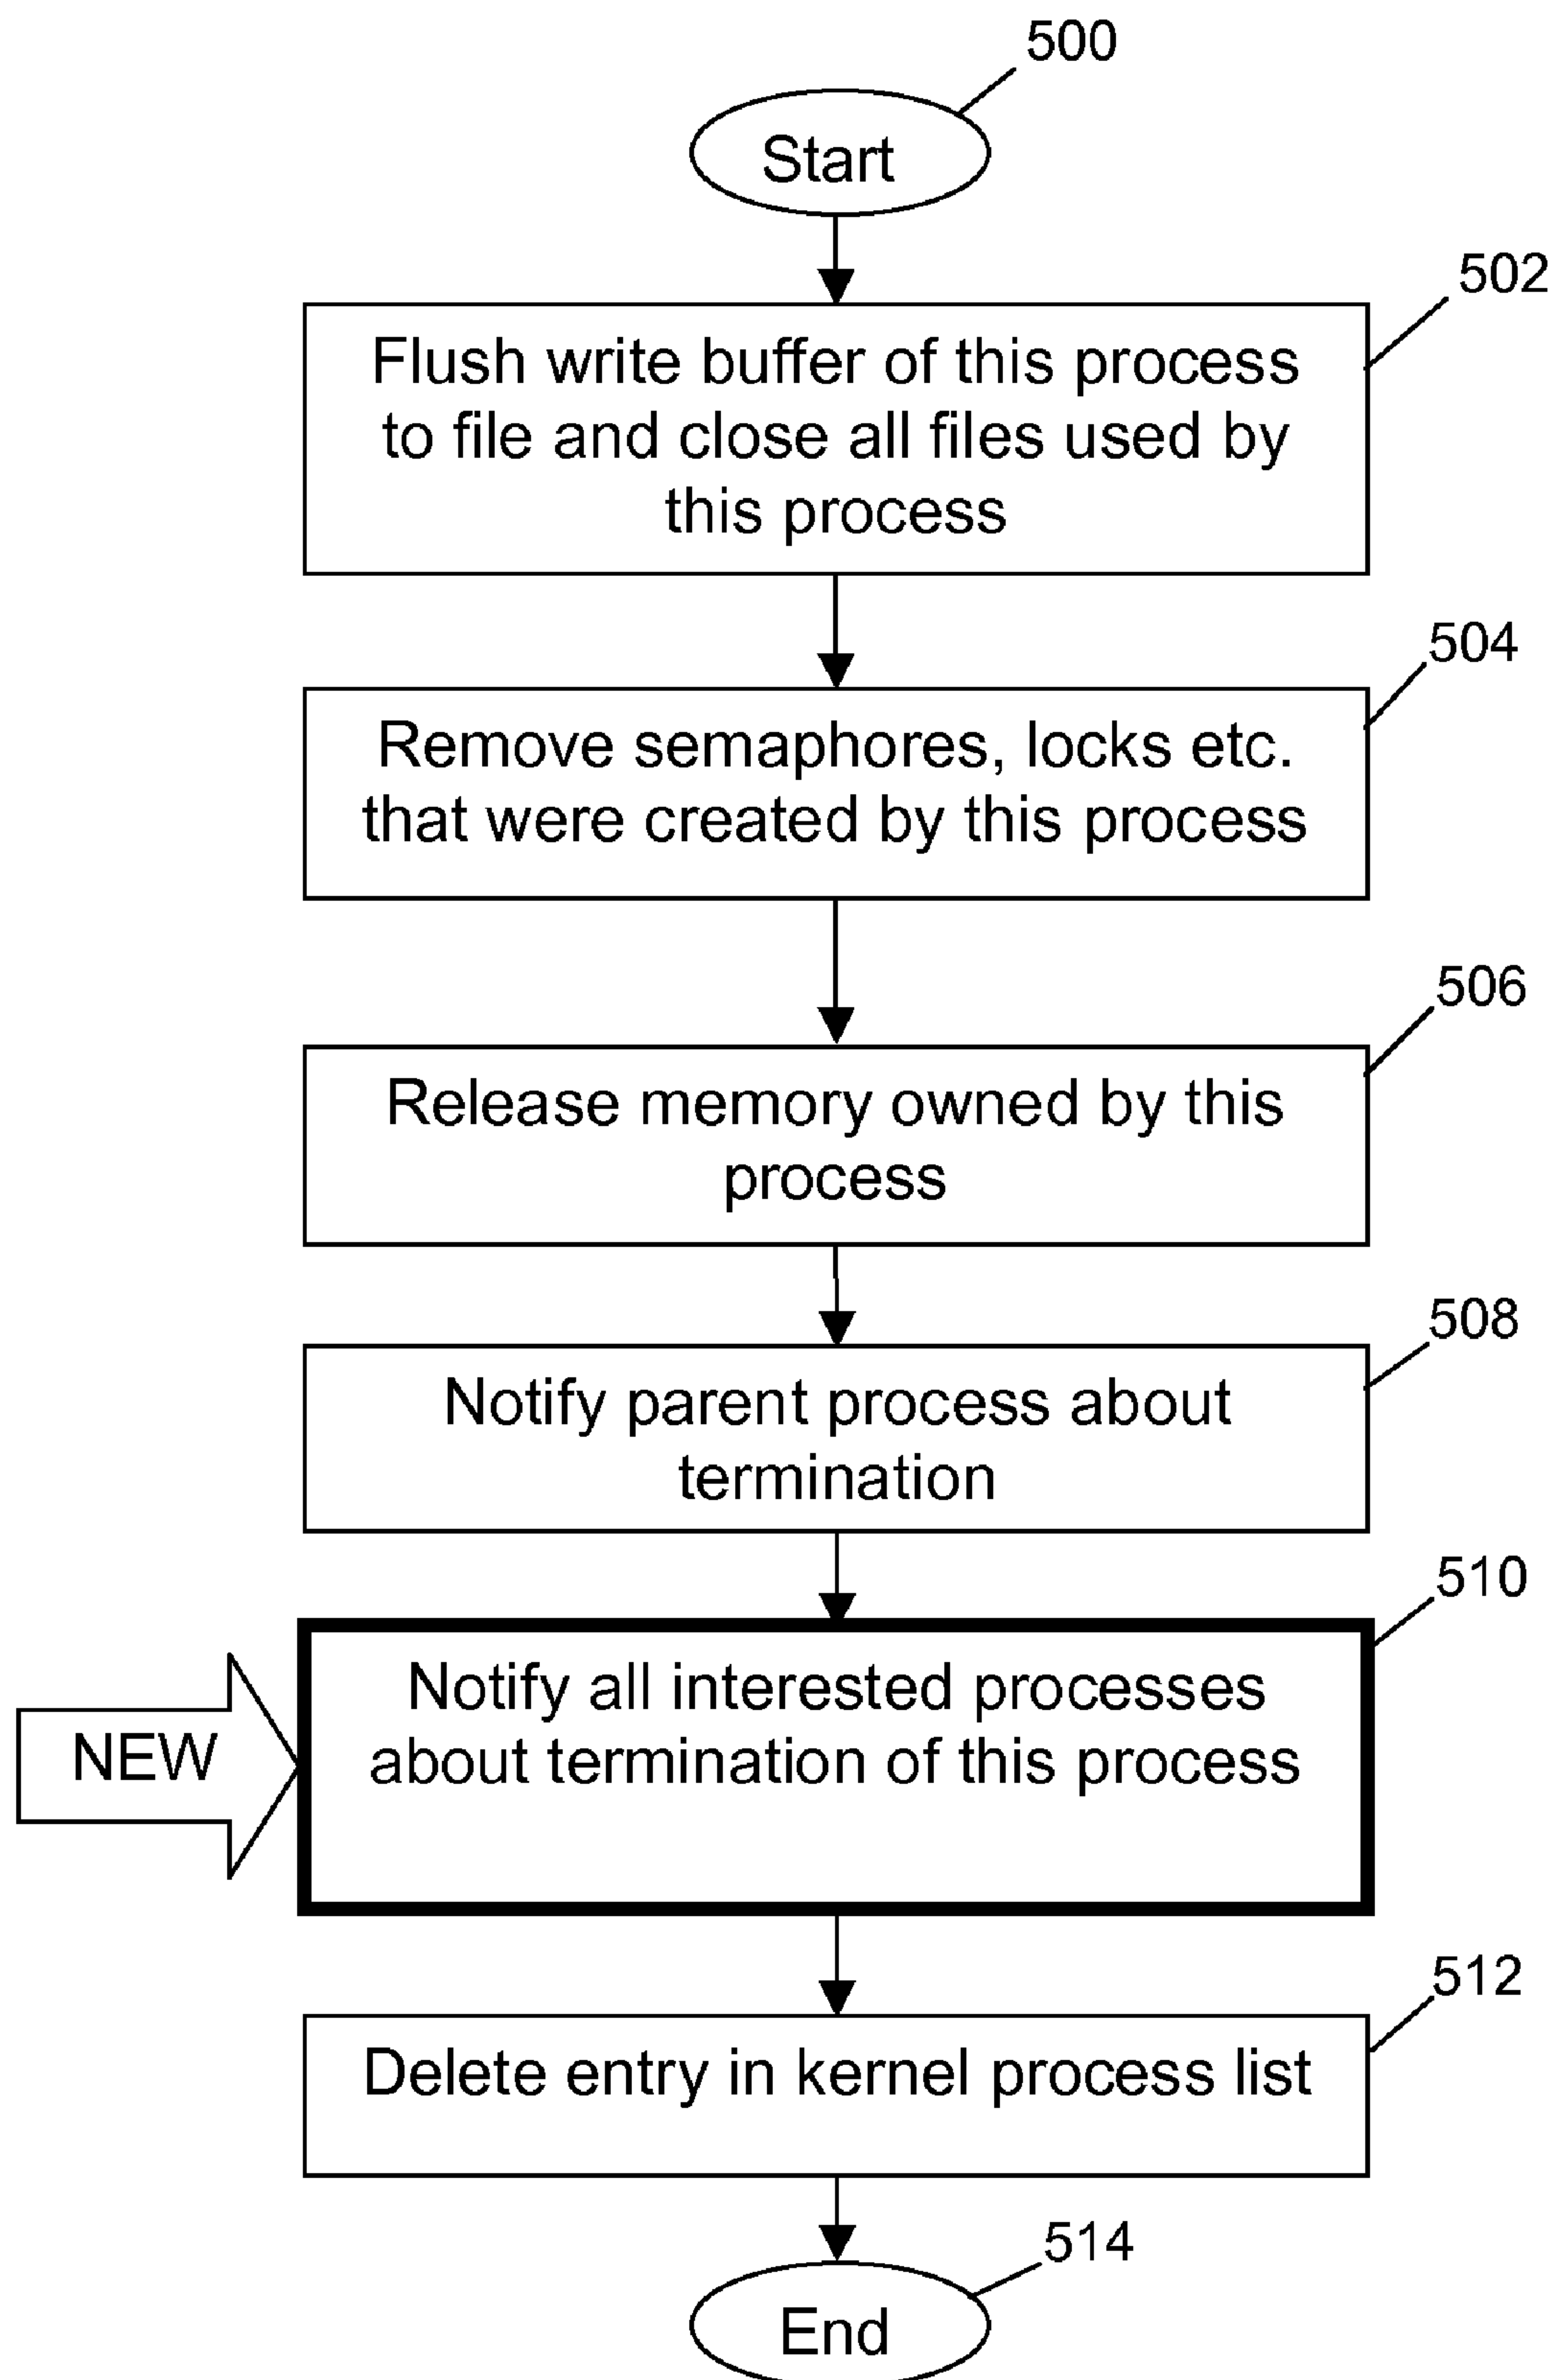 500
Start
502
Flush write buffer of this process
to file and close all files used by
this process
504
Remove semaphores, locks etc.
that were created by this process
506
Release memory owned by this
process
508
Notify parent process about
termination
510
Notify all interested processes
about termination of this process
NEW
512
Delete entry in kernel process list
514
End